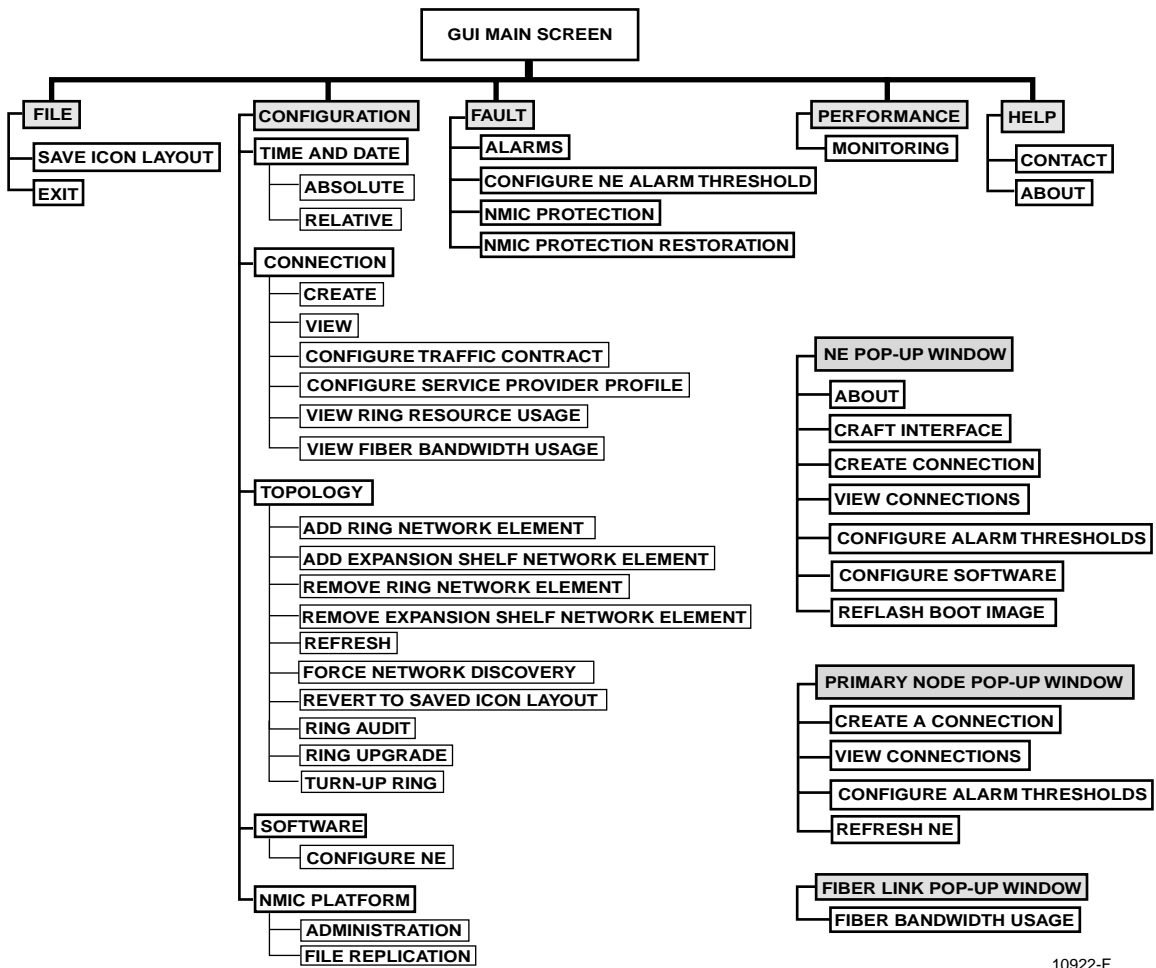 GUI MAIN SCREEN
FILE
SAVE ICON LAYOUT
EXIT
CONFIGURATION
TIME AND DATE
ABSOLUTE
RELATIVE
CONNECTION
CREATE
VIEW
CONFIGURE TRAFFIC CONTRACT
CONFIGURE SERVICE PROVIDER PROFILE
VIEW RING RESOURCE USAGE
VIEW FIBER BANDWIDTH USAGE
TOPOLOGY
ADD RING NETWORK ELEMENT
ADD EXPANSION SHELF NETWORK ELEMENT
REMOVE RING NETWORK ELEMENT
REMOVE EXPANSION SHELF NETWORK ELEMENT
REFRESH
FORCE NETWORK DISCOVERY
REVERT TO SAVED ICON LAYOUT
RING AUDIT
RING UPGRADE
TURN-UP RING
SOFTWARE
CONFIGURE NE
NMIC PLATFORM
ADMINISTRATION
FILE REPLICATION
FAULT
ALARMS
CONFIGURE NE ALARM THRESHOLD
NMIC PROTECTION
NMIC PROTECTION RESTORATION
PERFORMANCE
MONITORING
HELP
CONTACT
ABOUT
NE POP-UP WINDOW
ABOUT
CRAFT INTERFACE
CREATE CONNECTION
VIEW CONNECTIONS
CONFIGURE ALARM THRESHOLDS
CONFIGURE SOFTWARE
REFLASH BOOT IMAGE
PRIMARY NODE POP-UP WINDOW
CREATE A CONNECTION
VIEW CONNECTIONS
CONFIGURE ALARM THRESHOLDS
REFRESH NE
FIBER LINK POP-UP WINDOW
FIBER BANDWIDTH USAGE
10922-E